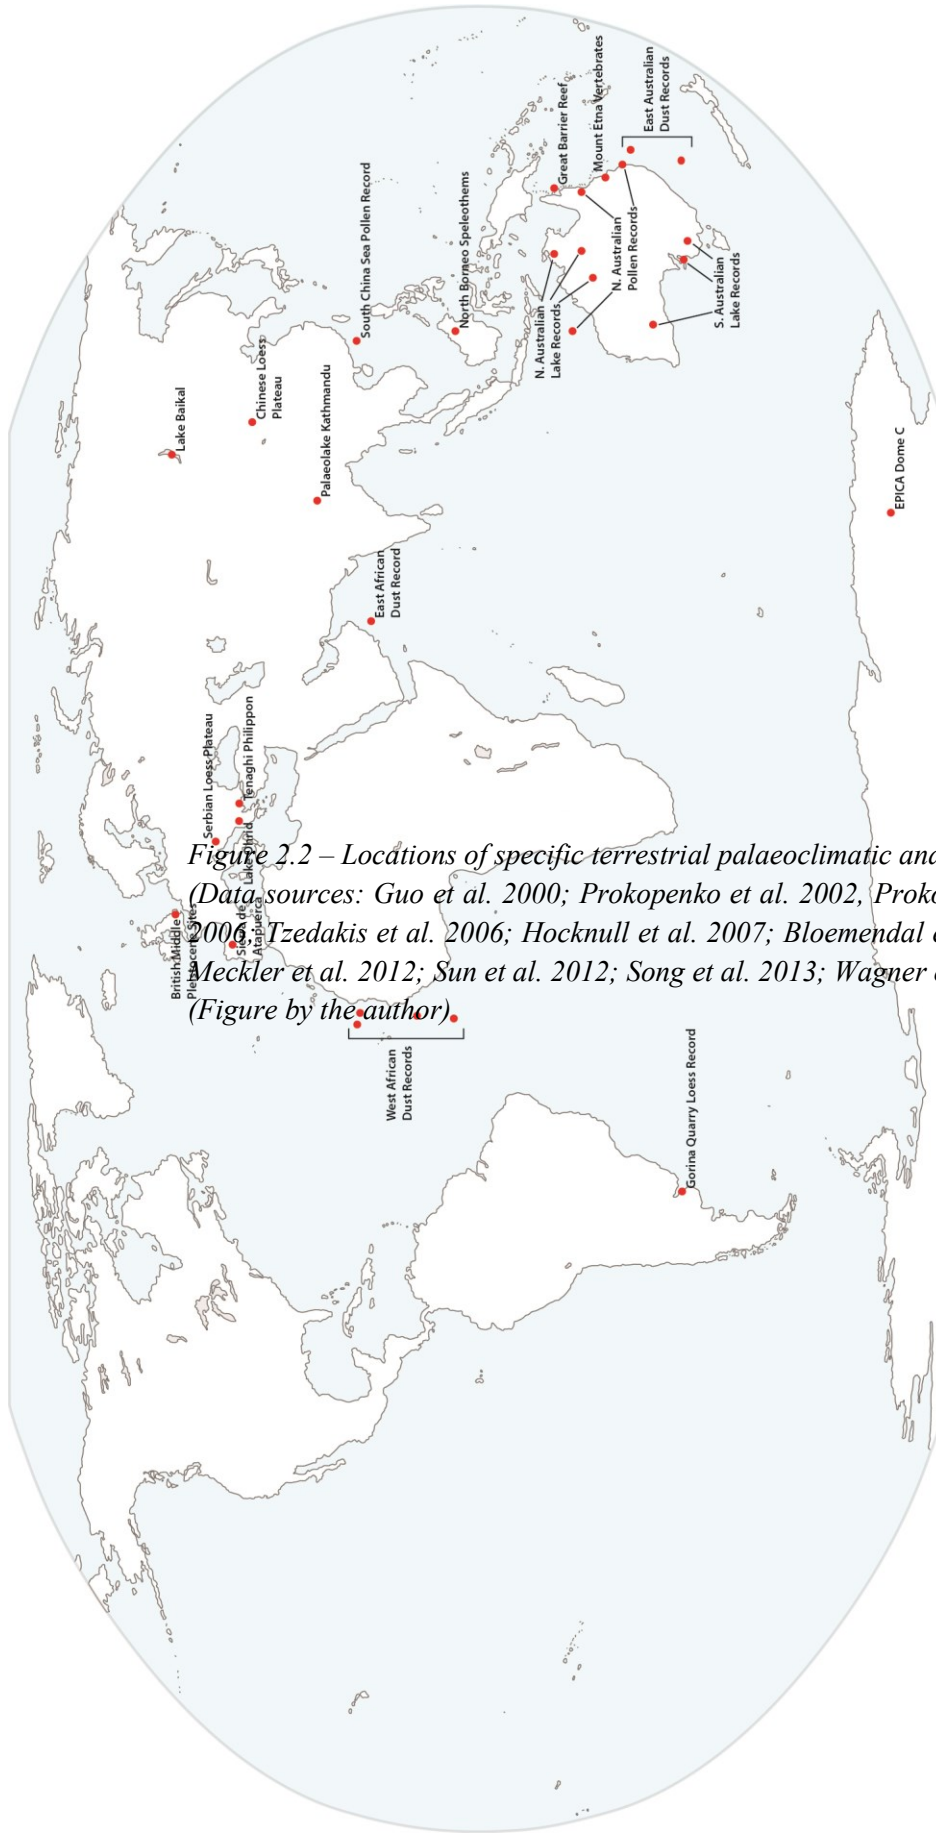 Lake Baikal
Chinese Loess
Plateau
South China Sea Pollen Record
Palaeolake Kathmandu
North Borneo Speleothems
Great Barrier Reef
Mount Etna Vertebrates
East Australian
Dust Records
N. Australian
Lake Records
N. Australian
Pollen Records
S. Australian
Lake Records
East African
Dust Record
EPICA Dome C
Serbian Loess Plateau
Tenaghi Philippon
Lake Ohrid
Sierra de
Atapuerca
British Middle
Pleistocene Sites
West African
Dust Records
Gorina Quarry Loess Record
Figure 2.2 – Locations of specific terrestrial palaeoclimatic and
(Data sources: Guo et al. 2000; Prokopenko et al. 2002,
2006; Tzedakis et al. 2006; Hocknull et al. 2007; Bloemendal
Meckler et al. 2012; Sun et al. 2012; Song et al. 2013; Wagner
(Figure by the author)